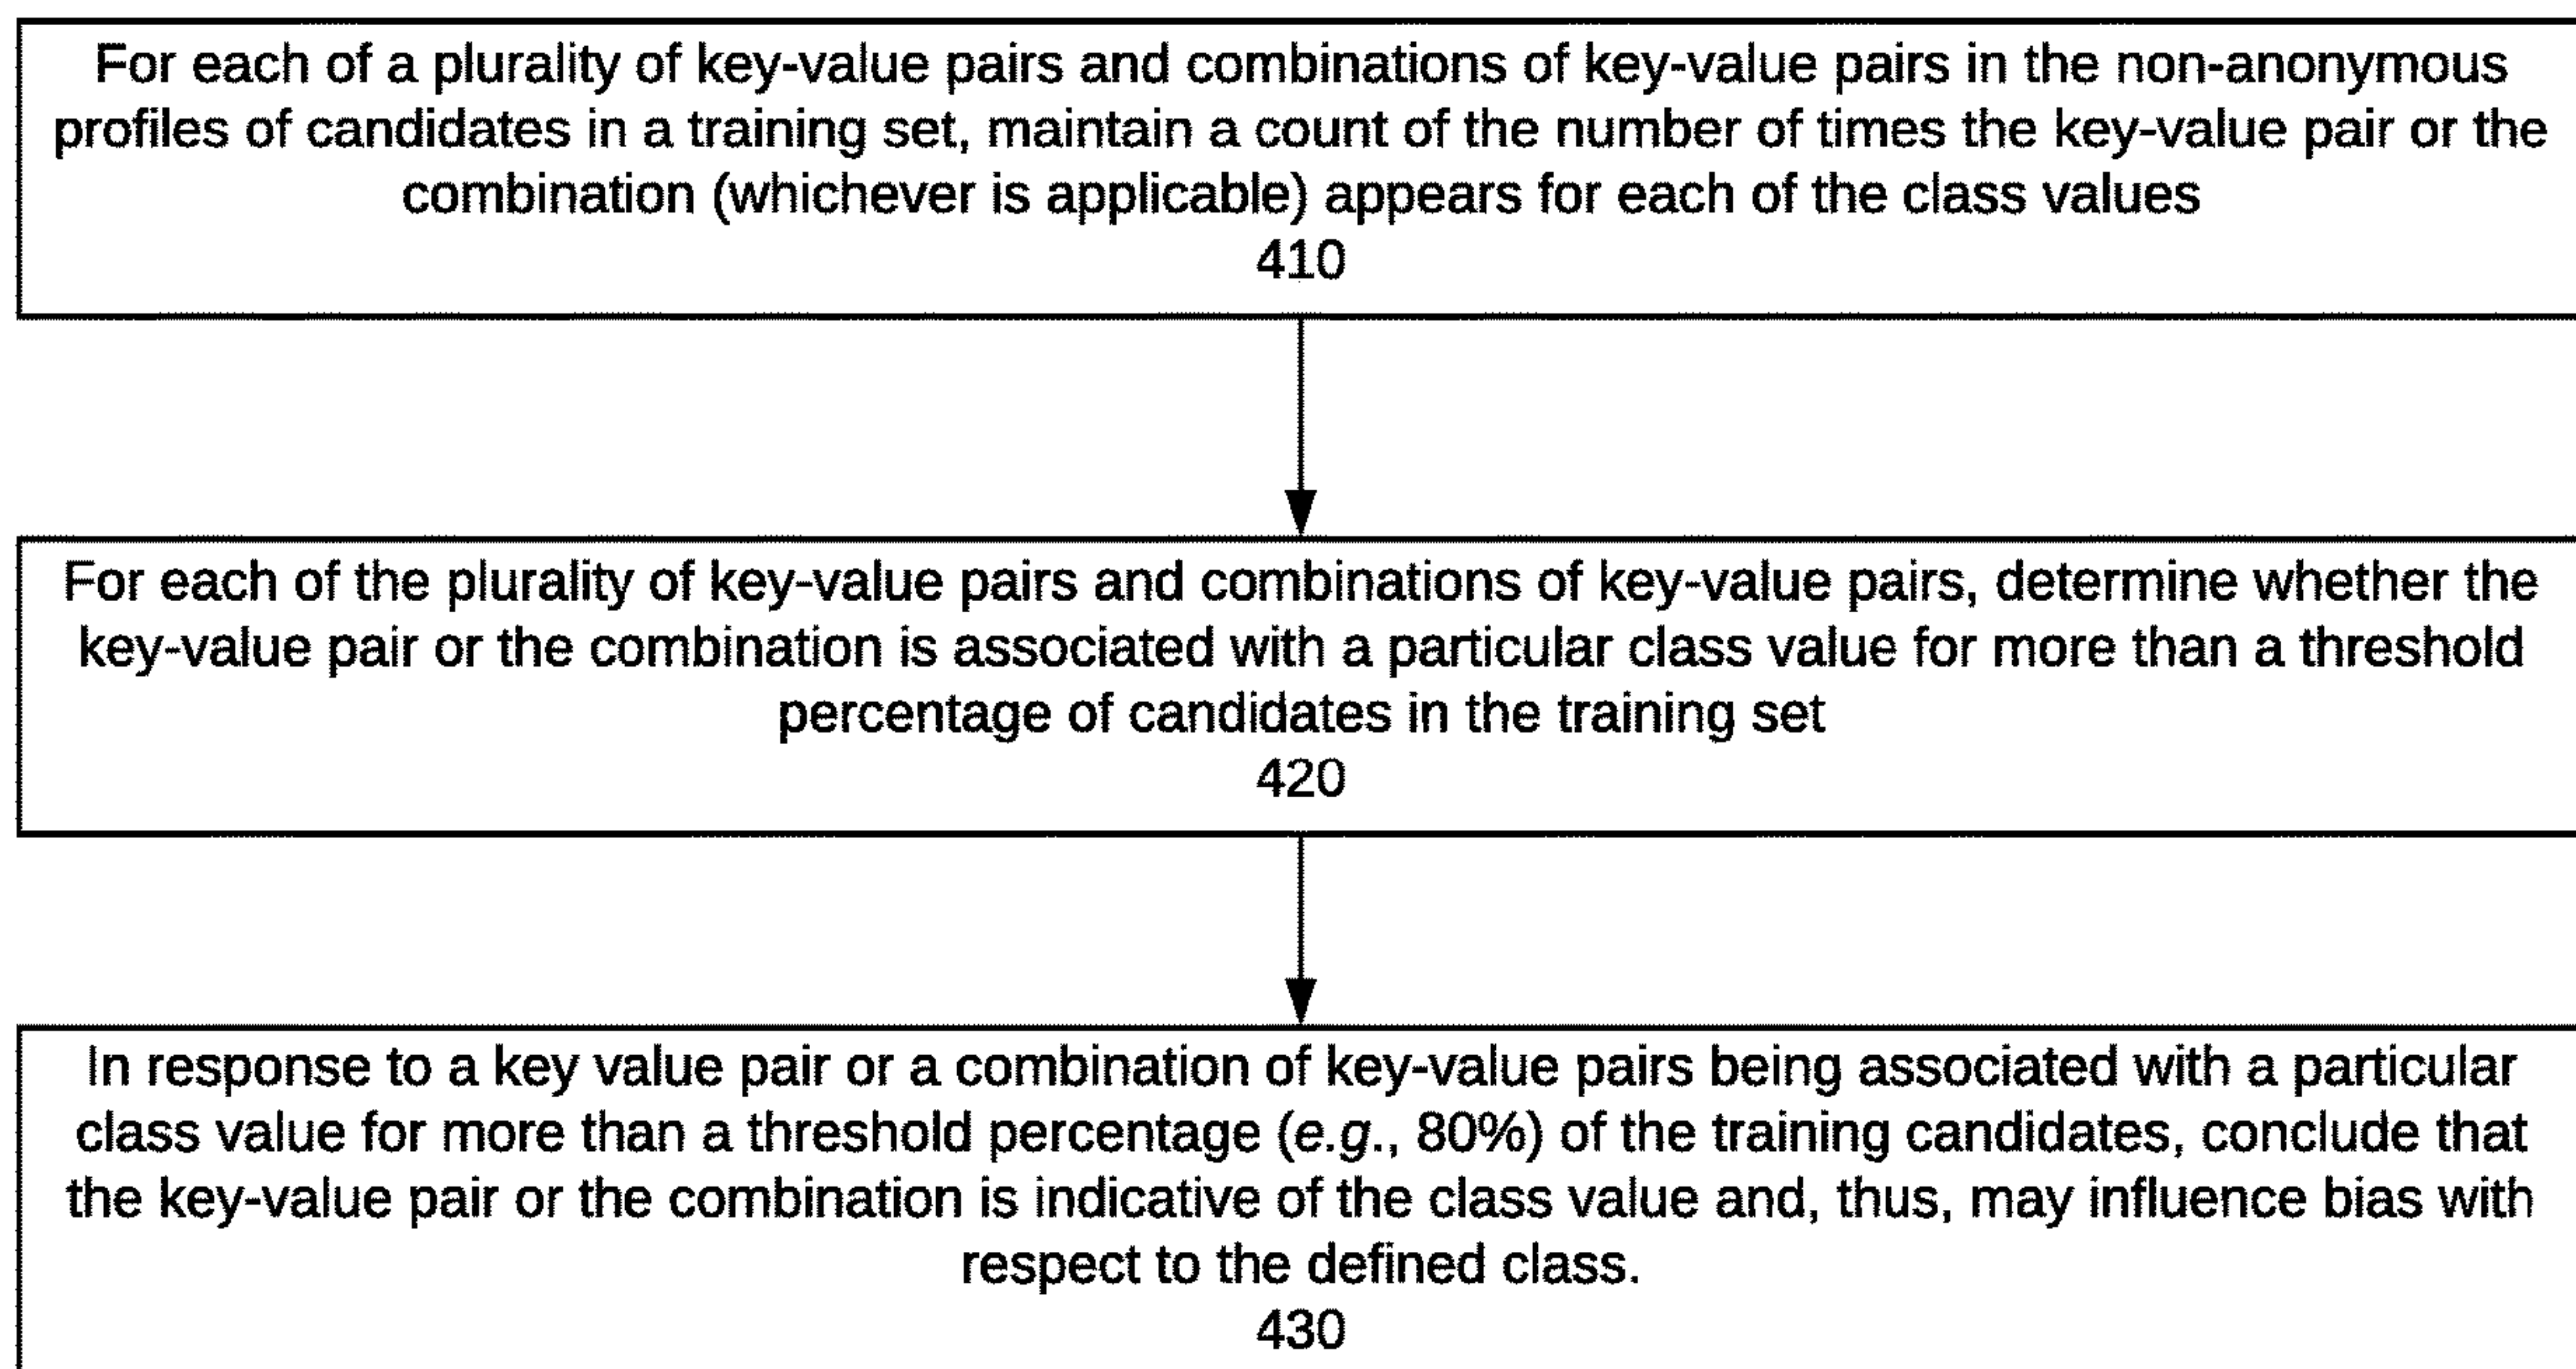 For each of a plurality of key-value pairs and combinations of key-value pairs in the non-anonymous
profiles of candidates in a training set, maintain a count of the number of times the key-value pair or the
combination (whichever is applicable) appears for each of the class values
410
For each of the plurality of key-value pairs and combinations of key-value pairs, determine whether the
key-value pair or the combination is associated with a particular class value for more than a threshold
percentage of candidates in the training set
420
In response to a key value pair or a combination of key-value pairs being associated with a particular
class value for more than a threshold percentage (e.g., 80%) of the training candidates, conclude that
the key-value pair or the combination is indicative of the class value and, thus, may influence bias with
respect to the defined class.
430